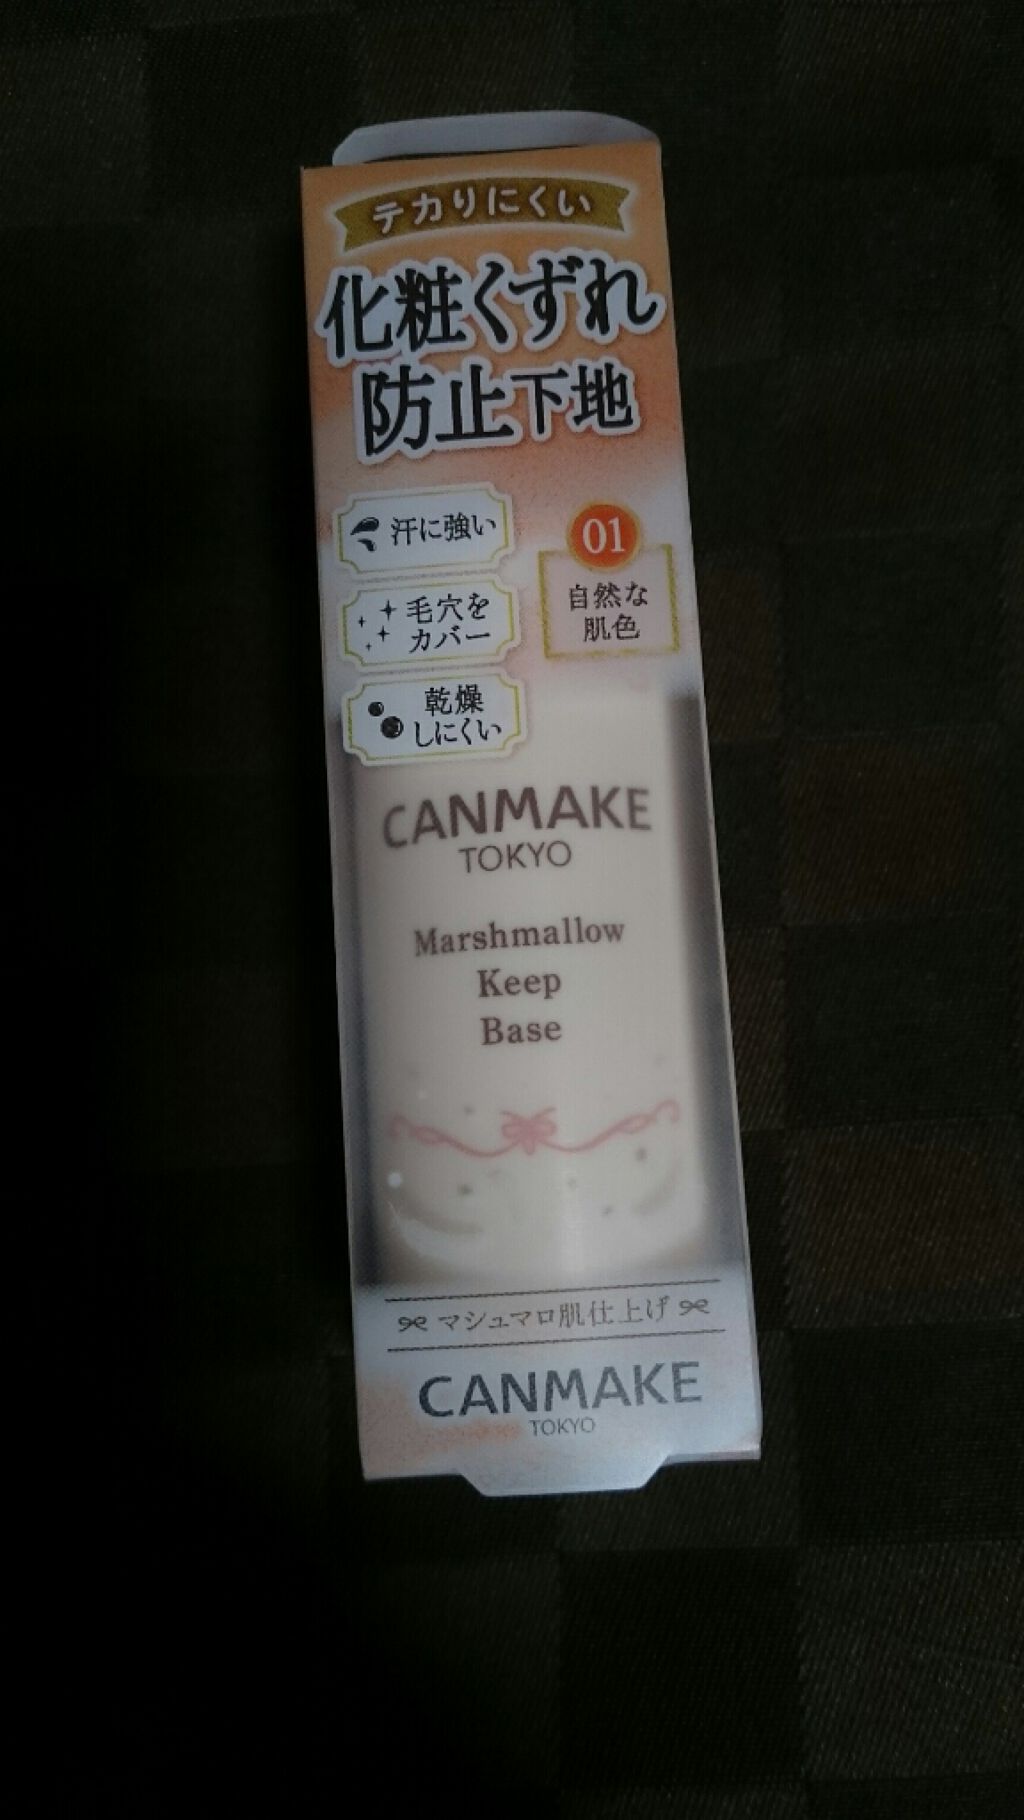 テカりにくい
化粧くずれ
防止下地
汗に強い
毛穴を
カバー
乾燥
しにくい
01
自然な
肌色
CANMAKE
TOKYO
Marshmallow
Keep
Base
マシュマロ肌仕上げ
CANMAKE
TOKYO